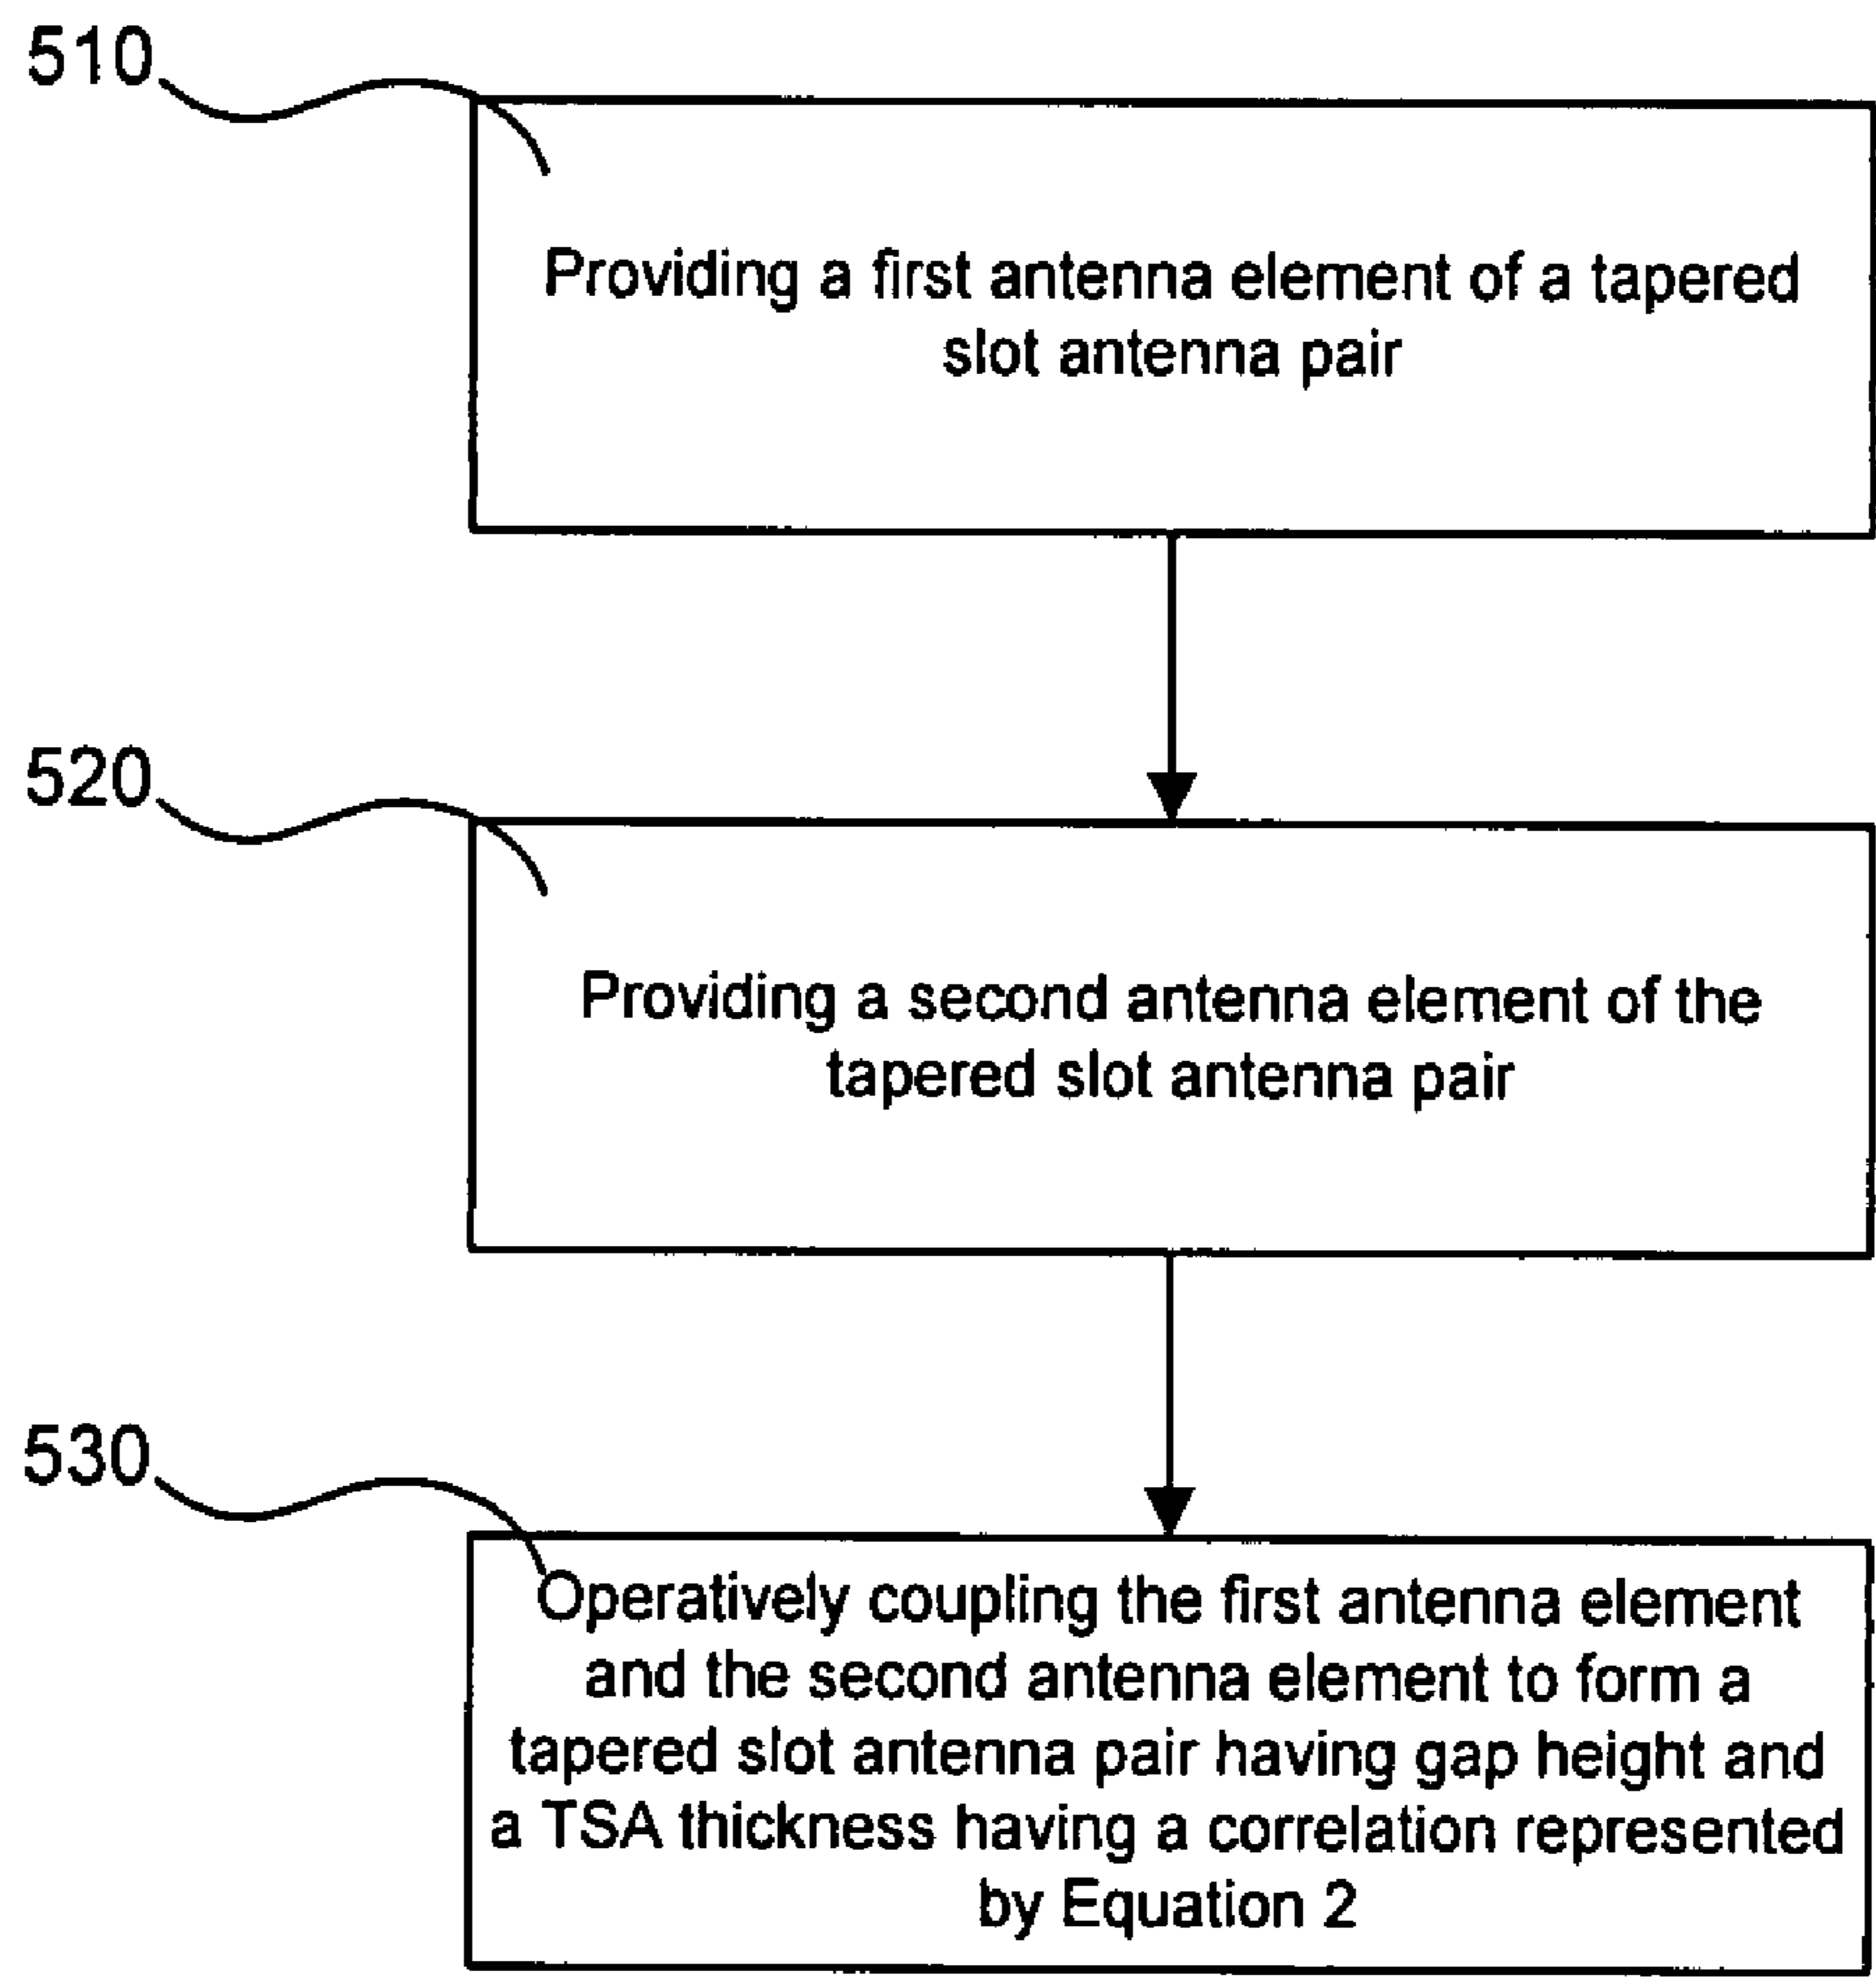 510
Providing a first antenna element of a tapered
slot antenna pair
520
Providing a second antenna element of the
tapered slot antenna pair
530
Operatively coupling the first antenna element
and the second antenna element to form a
tapered slot antenna pair having gap height and
a TSA thickness having a correlation represented
by Equation 2